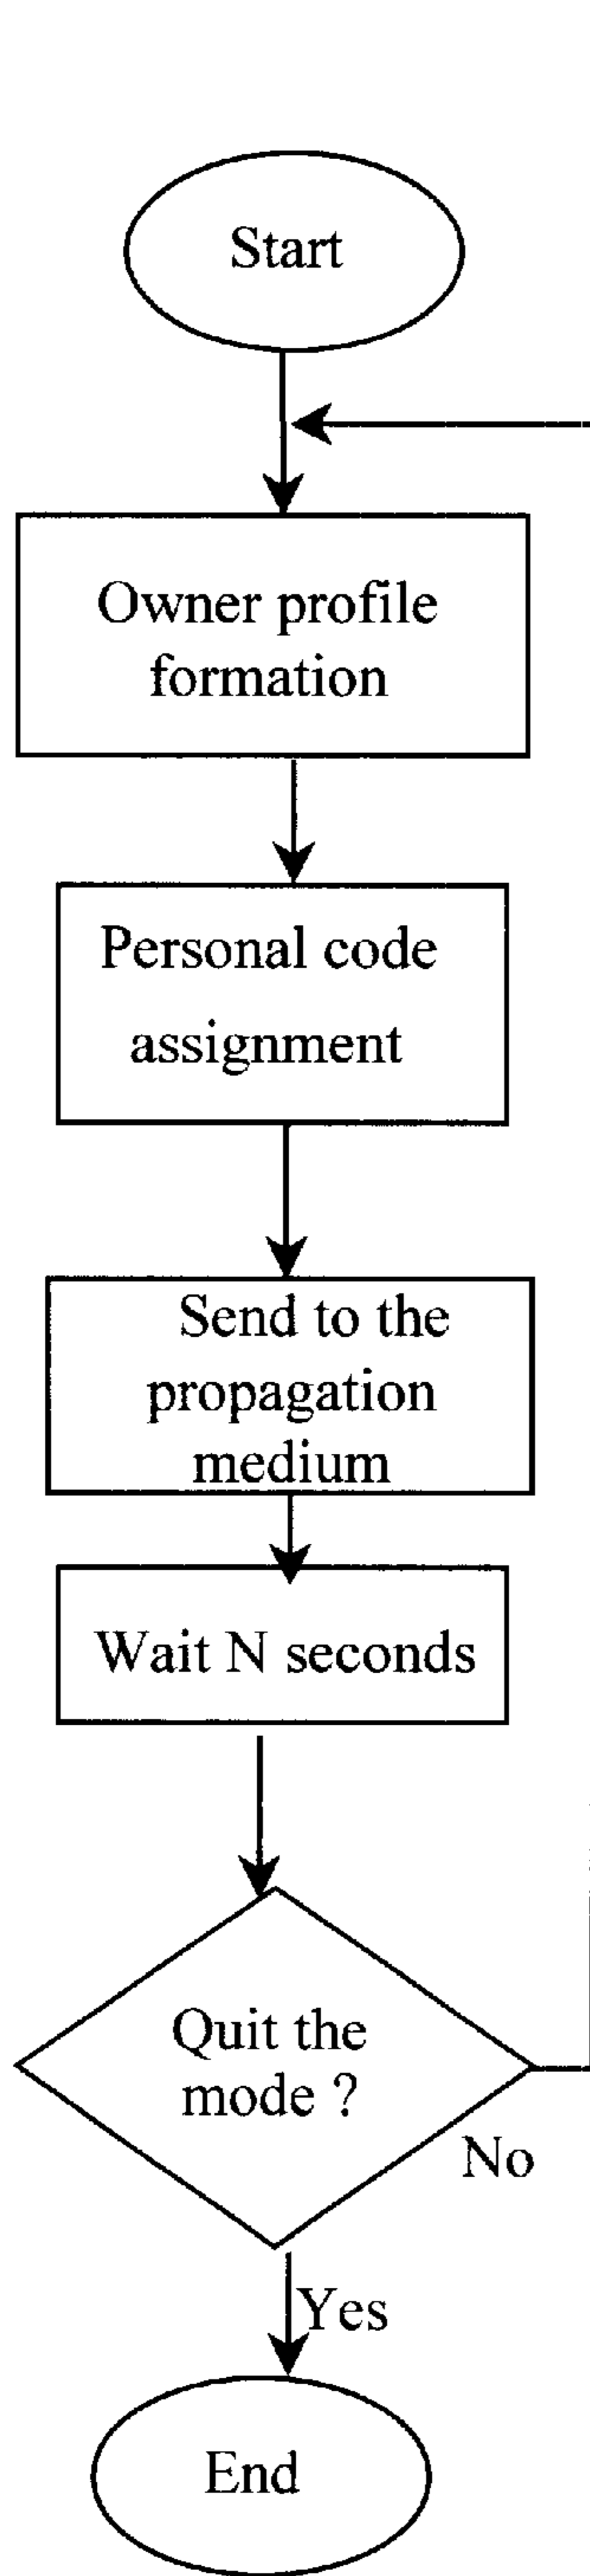 Start
Owner profile
formation
Personal code
assignment
Send to the
propagation
medium
Wait N seconds
Quit the
mode ?
No
Yes
End